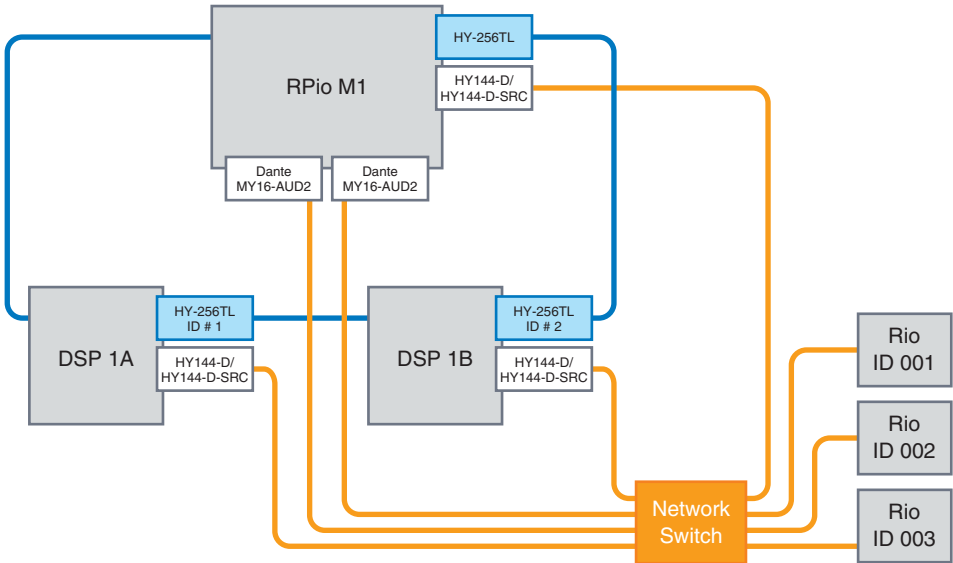 HY-256TL
RPio M1
HY144-D/
HY144-D-SRC
Dante
MY16-AUD2
Dante
MY16-AUD2
HY-256TL
ID # 1
DSP 1A
HY144-D/
HY144-D-SRC
HY-256TL
ID # 2
DSP 1B
HY144-D/
HY144-D-SRC
Rio
ID 001
Rio
ID 002
Rio
ID 003
Network
Switch